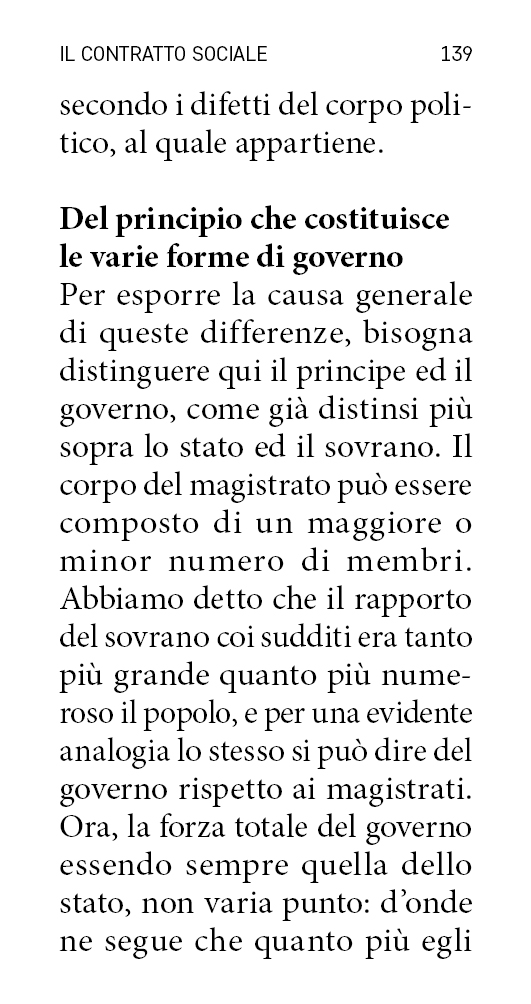 IL CONTRATTO SOCIALE 139
secondo i difetti del corpo poli-
tico, al quale appartiene.
Del principio che costituisce
le varie forme di governo
Per esporre la causa generale
di queste differenze, bisogna
distinguere qui il principe ed il
governo, come già distinsi più
sopra lo stato ed il sovrano. Il
corpo del magistrato può essere
composto di un maggiore o
minor numero di membri.
Abbiamo detto che il rapporto
del sovrano coi sudditi era tanto
più grande quanto più nume-
roso il popolo, e per una evidente
analogia lo stesso si può dire del
governo rispetto ai magistrati.
Ora, la forza totale del governo
essendo sempre quella dello
stato, non varia punto: d’onde
ne segue che quanto più egli